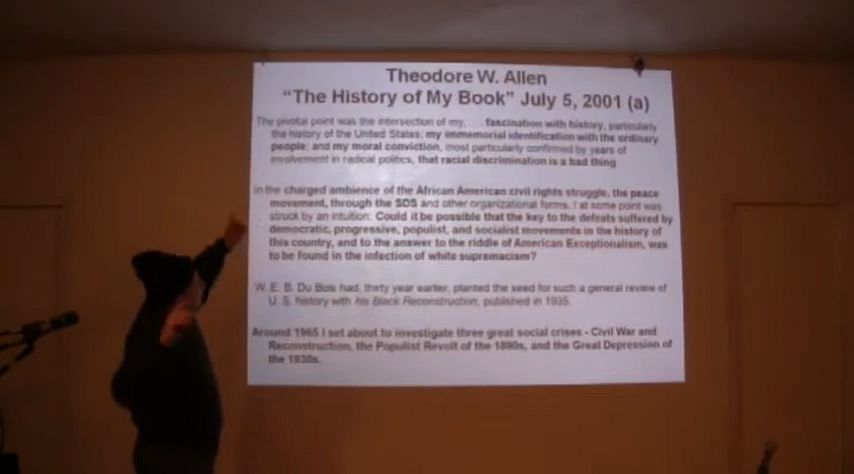 Theodore W. Allen
“The History of My Book” July 5, 2001 (a)
The pivotal point was the intersection of my, … fascination with history, particularly
the history of the United States; my immemorial identification with the ordinary
people; and my moral conviction, most particularly confirmed by years of
involvement in radical politics, that racial discrimination is a bad thing
In the charged ambience of the African American civil rights struggle, the peace
movement, through the SDS and other organizational forms, I at some point was
struck by an intuition: Could it be possible that the key to the defeats suffered by
democratic, progressive, populist, and socialist movements in the history of
this country, and to the answer to the riddle of American Exceptionalism, was
to be found in the infection of white supremacism?
W. E. B. Du Bois had, thirty year earlier, planted the seed for such a general review of
U. S. history with his Black Reconstruction, published in 1935.
Around 1965 I set about to investigate three great social crises - Civil War and
Reconstruction, the Populist Revolt of the 1890s, and the Great Depression of
the 1930s.